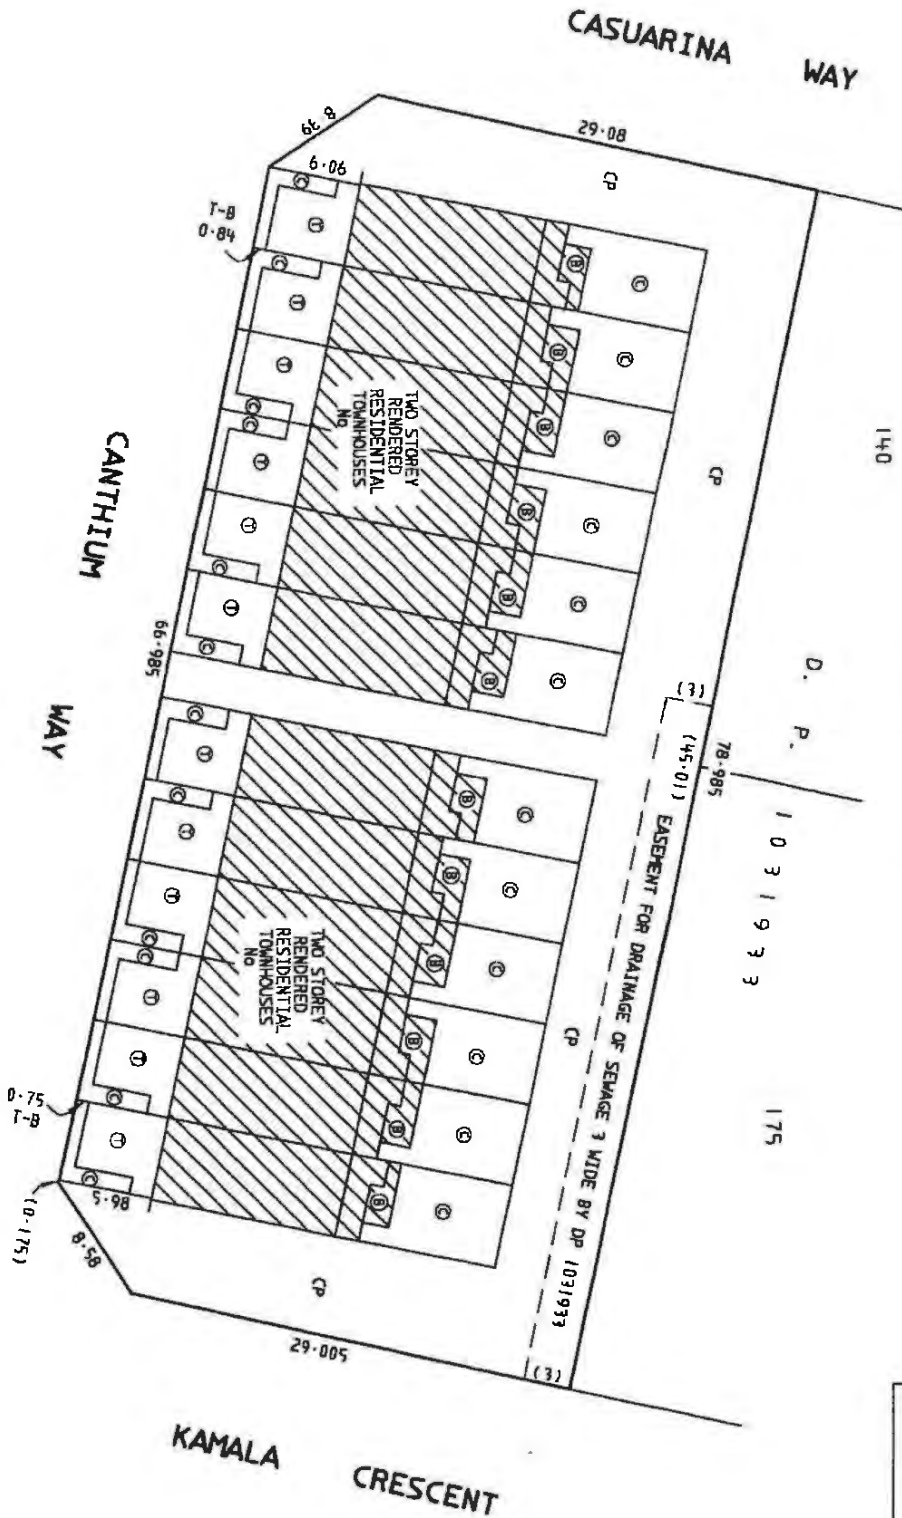 CASUARINA WAY
29·08
8·39
CP
6·06
T-B
0·84
C
T
B
C
C
T
B
C
T
B
C
140
TWO STOREY
RENDERED
RESIDENTIAL
TOWNHOUSES
No
C
C
T
B
C
CP
CANTHIUM WAY
T
B
C
C
T
B
C
C
66·985
D. P. 1031933
(3)
(45·01)
78·985
EASEMENT FOR DRAINAGE OF SEWAGE 3 WIDE BY DP 1031933
C
T
B
C
C
T
B
C
T
B
C
TWO STOREY
RENDERED
RESIDENTIAL
TOWNHOUSES
No
C
C
T
B
C
CP
T
B
C
C
175
0·75
T-B
T
B
C
C
5·98
(0·175)
8·58
CP
29·005
(3)
KAMALA CRESCENT